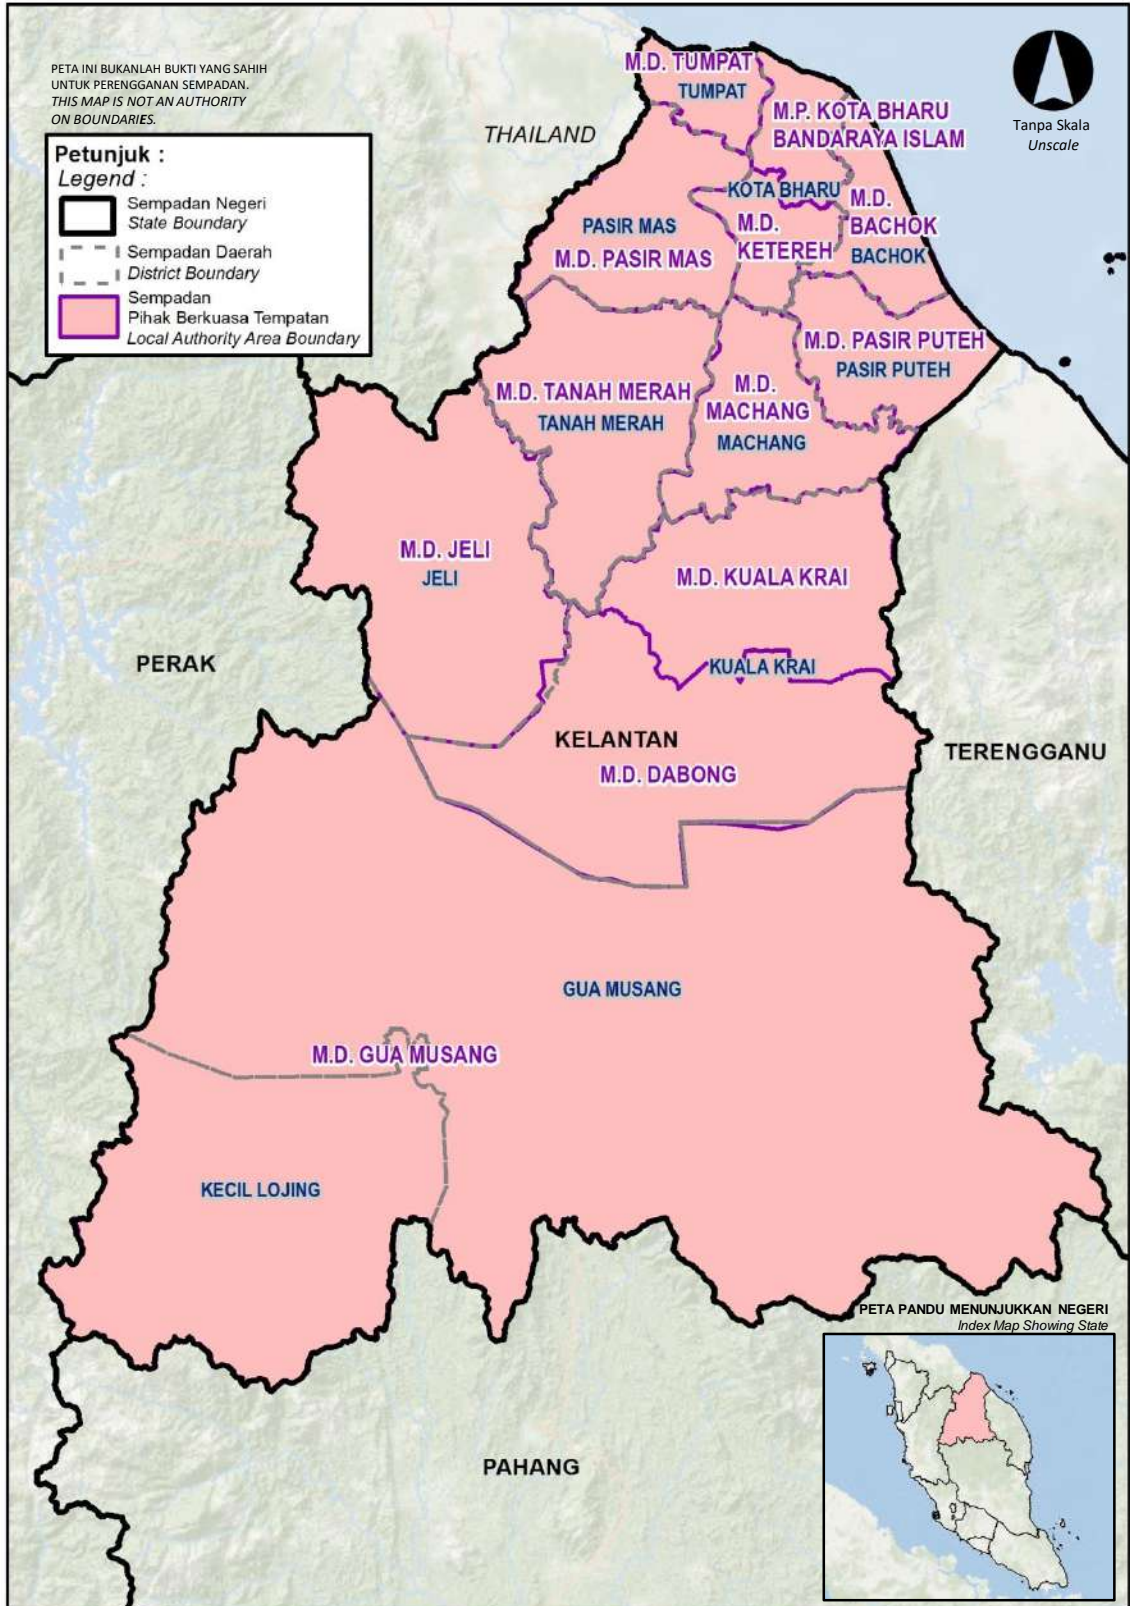 PETA INI BUKANLAH BUKTI YANG SAHIH
UNTUK PERENGGANAN SEMPADAN.
THIS MAP IS NOT AN AUTHORITY
ON BOUNDARIES.
Petunjuk :
Legend :
Sempadan Negeri
State Boundary
Sempadan Daerah
District Boundary
Sempadan
Pihak Berkuasa Tempatan
Local Authority Area Boundary
Tanpa Skala
Unscale
THAILAND
M.D. TUMPAT
TUMPAT
M.P. KOTA BHARU
BANDARAYA ISLAM
KOTA BHARU
M.D.
BACHOK
BACHOK
PASIR MAS
M.D. PASIR MAS
M.D.
KETEREH
M.D. PASIR PUTEH
PASIR PUTEH
M.D. TANAH MERAH
TANAH MERAH
M.D.
MACHANG
MACHANG
M.D. JELI
JELI
M.D. KUALA KRAI
KUALA KRAI
PERAK
KELANTAN
M.D. DABONG
TERENGGANU
GUA MUSANG
M.D. GUA MUSANG
KECIL LOJING
PAHANG
PETA PANDU MENUNJUKKAN NEGERI
Index Map Showing State